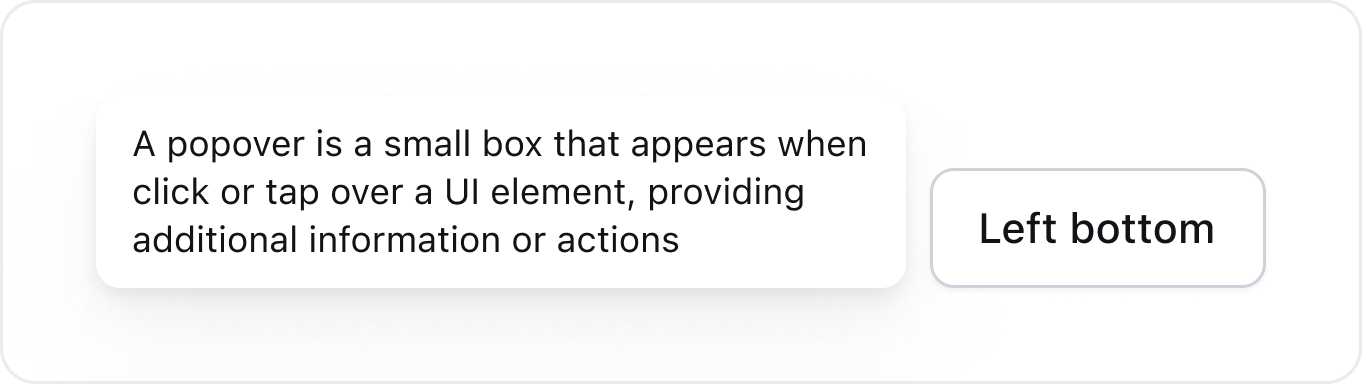 A popover is a small box that appears when
click or tap over a UI element, providing
additional information or actions
Left bottom